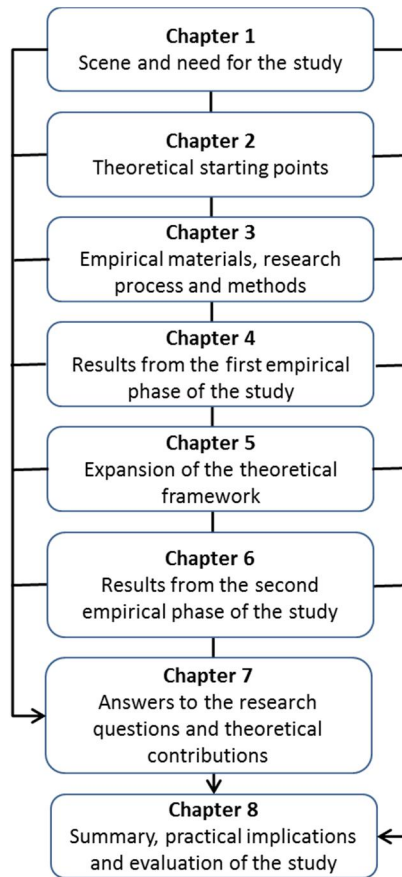 Chapter 1
Scene and need for the study
Chapter 2
Theoretical starting points
Chapter 3
Empirical materials, research
process and methods
Chapter 4
Results from the first empirical
phase of the study
Chapter 5
Expansion of the theoretical
framework
Chapter 6
Results from the second
empirical phase of the study
Chapter 7
Answers to the research
questions and theoretical
contributions
Chapter 8
Summary, practical implications
and evaluation of the study